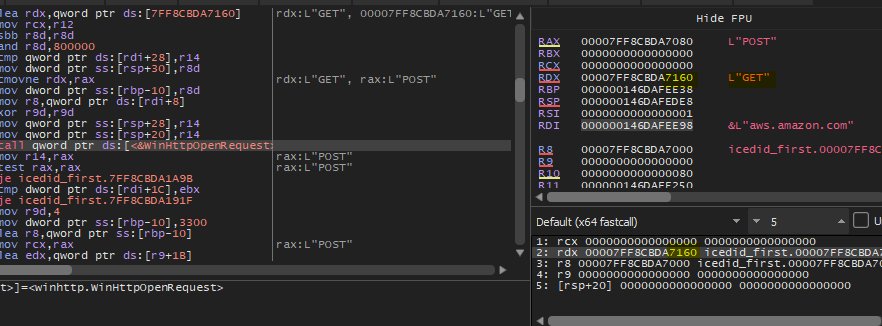 lea rdx,qword ptr ds:[7FF8CBDA7160] rdx:L"GET", 00007FF8CBDA7160:L"GE
mov rcx,r12
sbb r8d,r8d
and r8d,800000
cmp qword ptr ds:[rdi+28],r14
mov dword ptr ss:[rsp+30],r8d
cmovne rdx,rax rdx:L"GET", rax:L"POST"
mov dword ptr ss:[rbp-10],r8d
mov r8,qword ptr ds:[rdi+8]
xor r9d,r9d
mov qword ptr ss:[rsp+28],r14
mov qword ptr ss:[rsp+20],r14
call qword ptr ds:[<&WinHttpOpenRequest>
mov r14,rax rax:L"POST"
test rax,rax rax:L"POST"
je icedid_first.7FF8CBDA1A9B
cmp dword ptr ds:[rdi+1C],ebx
je icedid_first.7FF8CBDA191F
mov r9d,4
mov dword ptr ss:[rbp-10],3300
lea r8,qword ptr ss:[rbp-10]
mov rcx,rax rax:L"POST"
lea edx,qword ptr ds:[r9+1B]
t>]=<winhttp.WinHttpOpenRequest>
Hide FPU
RAX 00007FF8CBDA7080 L"POST"
RBX 0000000000000000
RCX 0000000000000000
RDX 00007FF8CBDA7160 L"GET"
RBP 000000146DAFEE38
RSP 000000146DAFEDE8
RSI 0000000000000001
RDI 000000146DAFEE98 &L"aws.amazon.com"
R8 00007FF8CBDA7000 icedid_first.00007FF8C
R9 0000000000000000
R10 0000000000000080
R11 000000146DAFE250
Default (x64 fastcall) 5 U
1: rcx 0000000000000000 0000000000000000
2: rdx 00007FF8CBDA7160 icedid_first.00007FF8CBDA7
3: r8 00007FF8CBDA7000 icedid_first.00007FF8CBDA70
4: r9 0000000000000000 0000000000000000
5: [rsp+20] 0000000000000000 0000000000000000